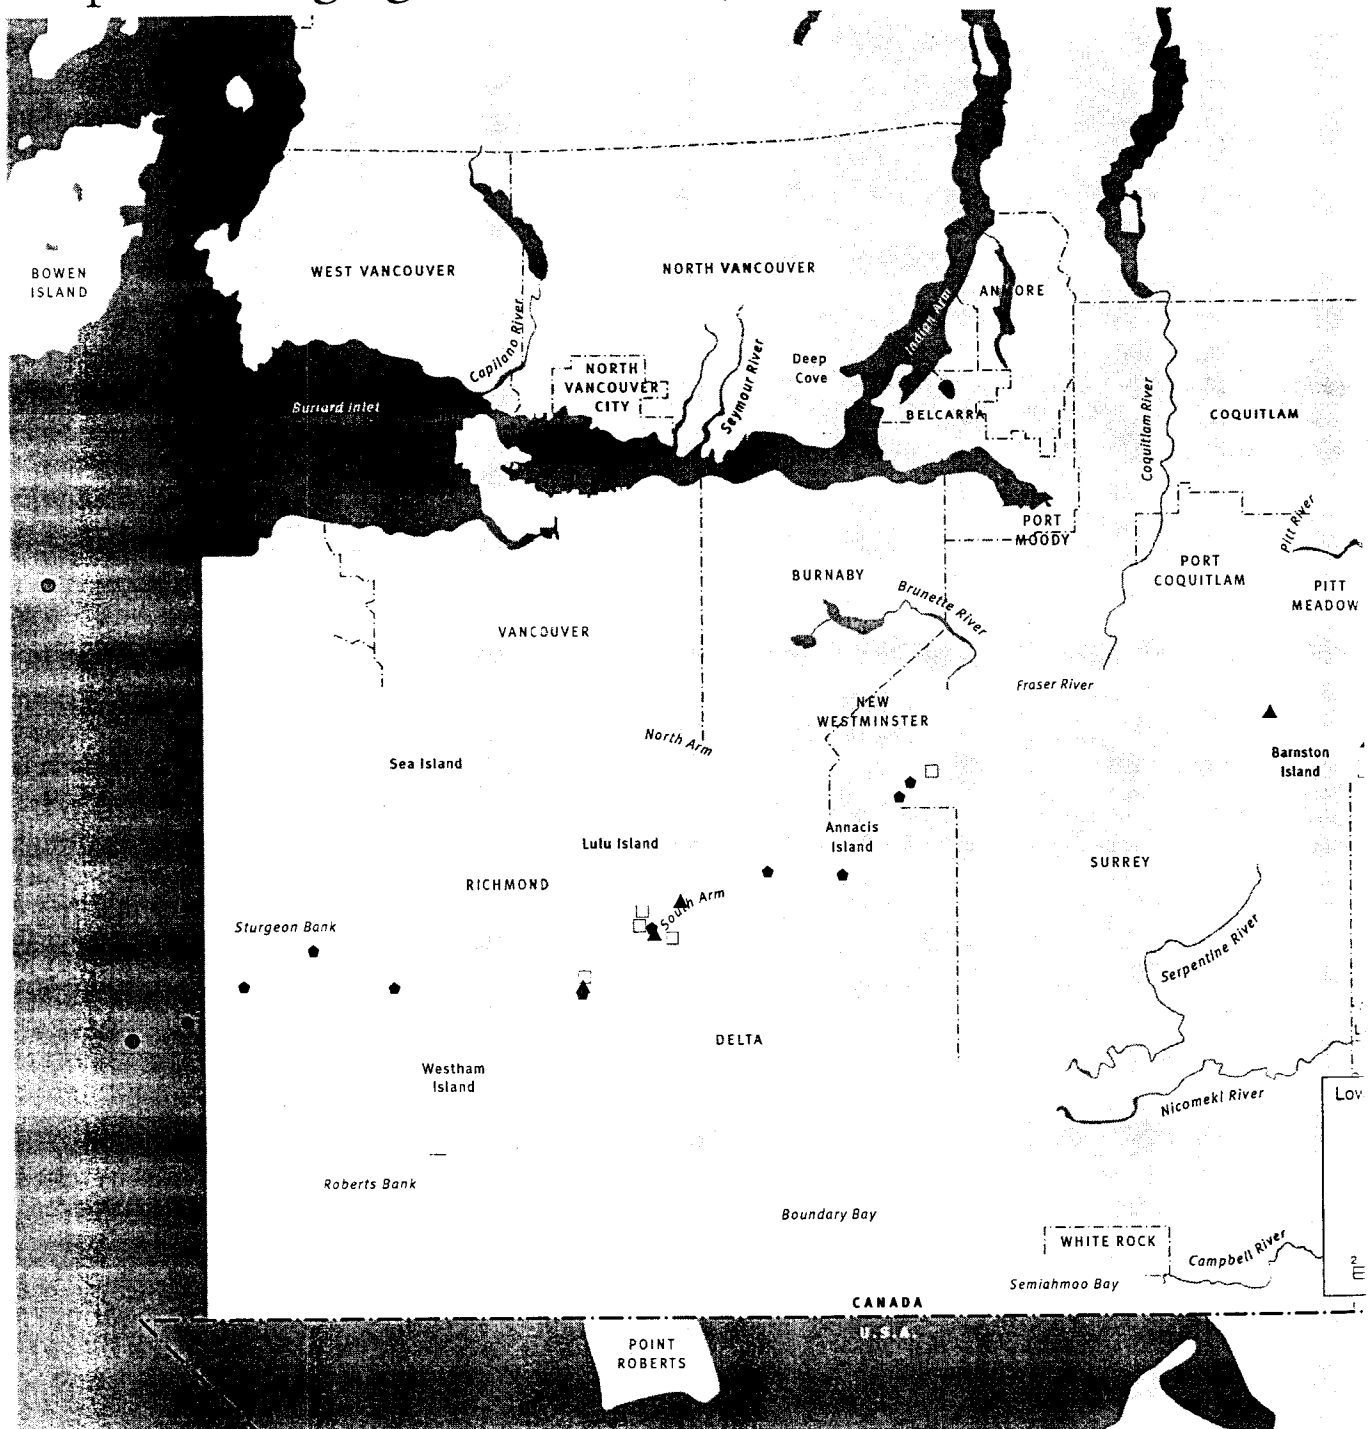 BOWEN
ISLAND
WEST VANCOUVER
NORTH VANCOUVER
ANMORE
Indian Arm
Capilano River
NORTH
VANCOUVER
CITY
Seymour River
Deep
Cove
Burrard Inlet
BELCARRA
Coquitlam River
COQUITLAM
PORT
MOODY
Pitt River
PORT
COQUITLAM
PITT
MEADOW
BURNABY
Brunette River
VANCOUVER
Fraser River
NEW
WESTMINSTER
North Arm
Sea Island
Barnston
Island
Lulu Island
Annacis
Island
SURREY
RICHMOND
South Arm
Sturgeon Bank
Serpentine River
DELTA
Westham
Island
Nicomekl River
Lov
Roberts Bank
Boundary Bay
WHITE ROCK
Campbell River
2
Semiahmoo Bay
CANADA
U.S.A.
POINT
ROBERTS